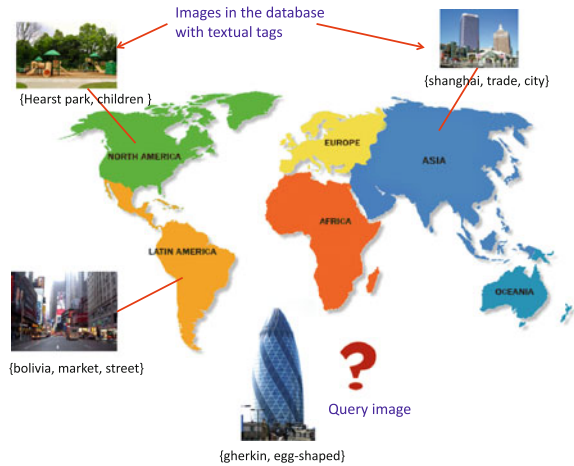 Images in the database
with textual tags
{Hearst park, children }
{shanghai, trade, city}
NORTH AMERICA
EUROPE
ASIA
AFRICA
LATIN AMERICA
OCEANIA
{bolivia, market, street}
?
Query image
{gherkin, egg-shaped}